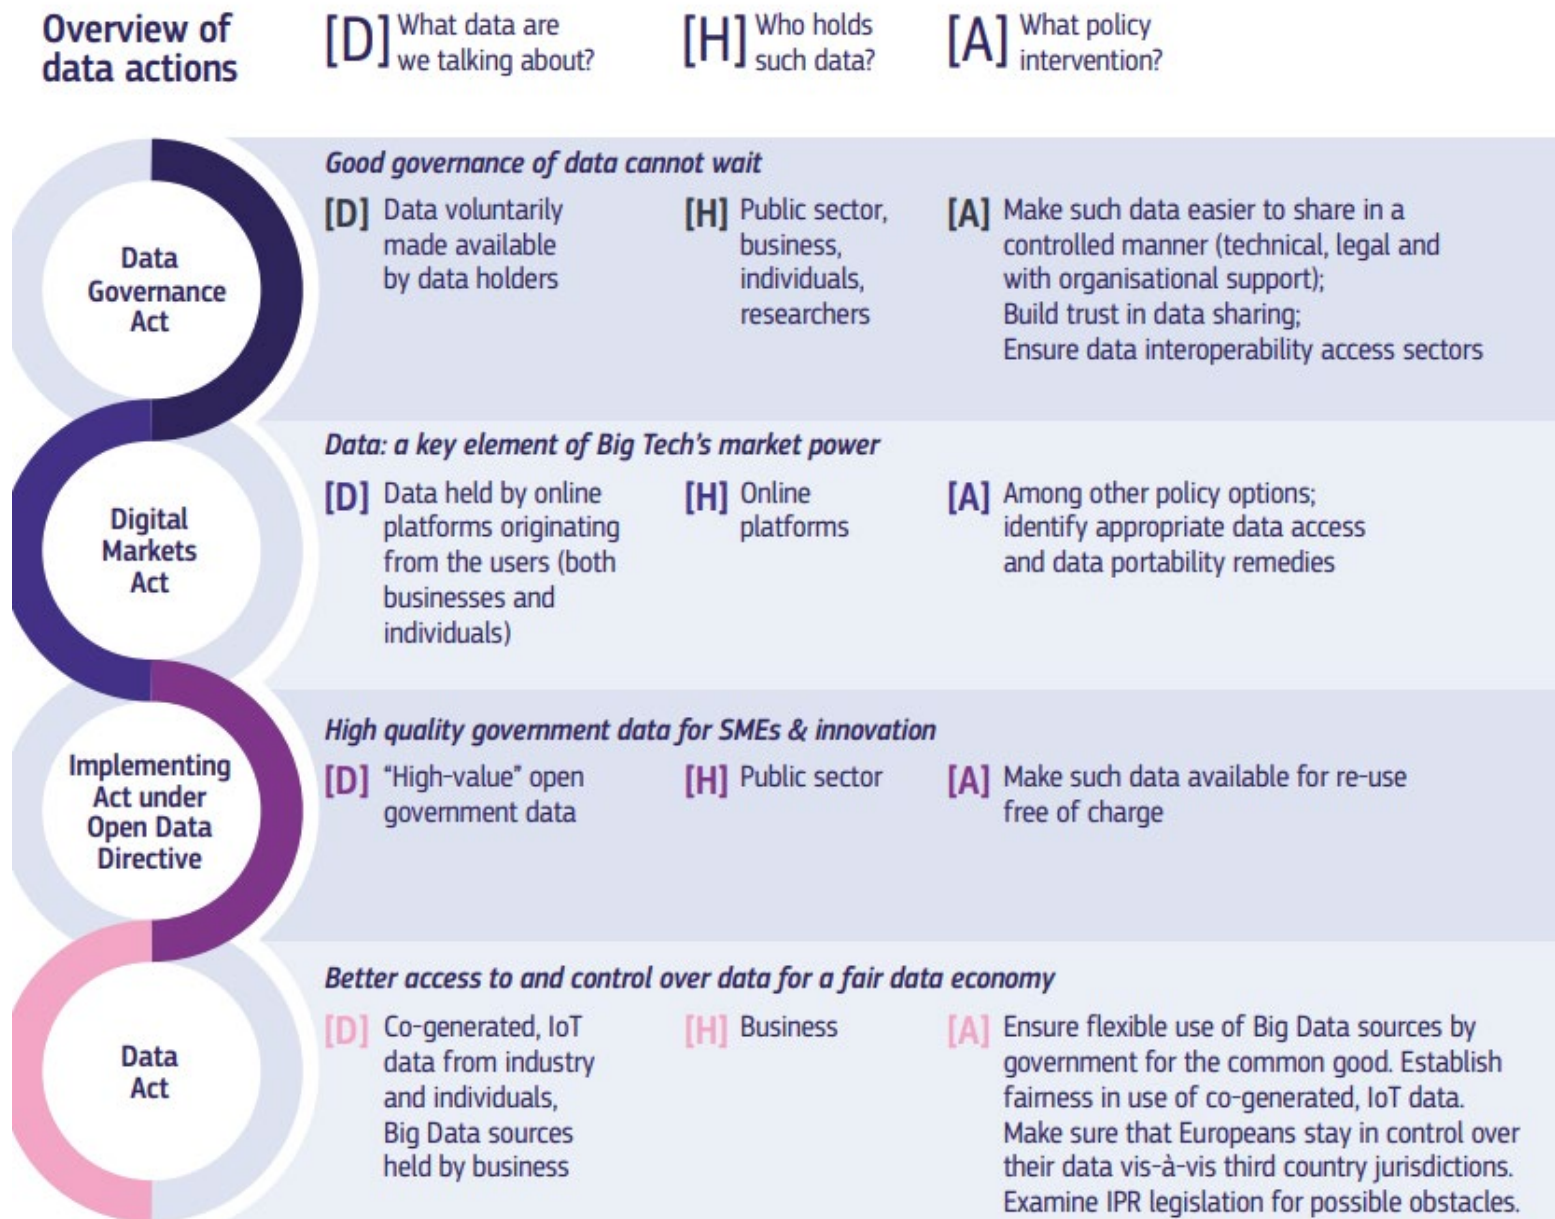 Overview of
data actions
[D] What data are
we talking about?
[H] Who holds
such data?
[A] What policy
intervention?
Data
Governance
Act
Good governance of data cannot wait
[D] Data voluntarily
made available
by data holders
[H] Public sector,
business,
individuals,
researchers
[A] Make such data easier to share in a
controlled manner (technical, legal and
with organisational support);
Build trust in data sharing;
Ensure data interoperability access sectors
Digital
Markets
Act
Data: a key element of Big Tech's market power
[D] Data held by online
platforms originating
from the users (both
businesses and
individuals)
[H] Online
platforms
[A] Among other policy options;
identify appropriate data access
and data portability remedies
Implementing
Act under
Open Data
Directive
High quality government data for SMEs & innovation
[D] “High-value” open
government data
[H] Public sector
[A] Make such data available for re-use
free of charge
Data
Act
Better access to and control over data for a fair data economy
[D] Co-generated, IoT
data from industry
and individuals,
Big Data sources
held by business
[H] Business
[A] Ensure flexible use of Big Data sources by
government for the common good. Establish
fairness in use of co-generated, IoT data.
Make sure that Europeans stay in control over
their data vis-à-vis third country jurisdictions.
Examine IPR legislation for possible obstacles.